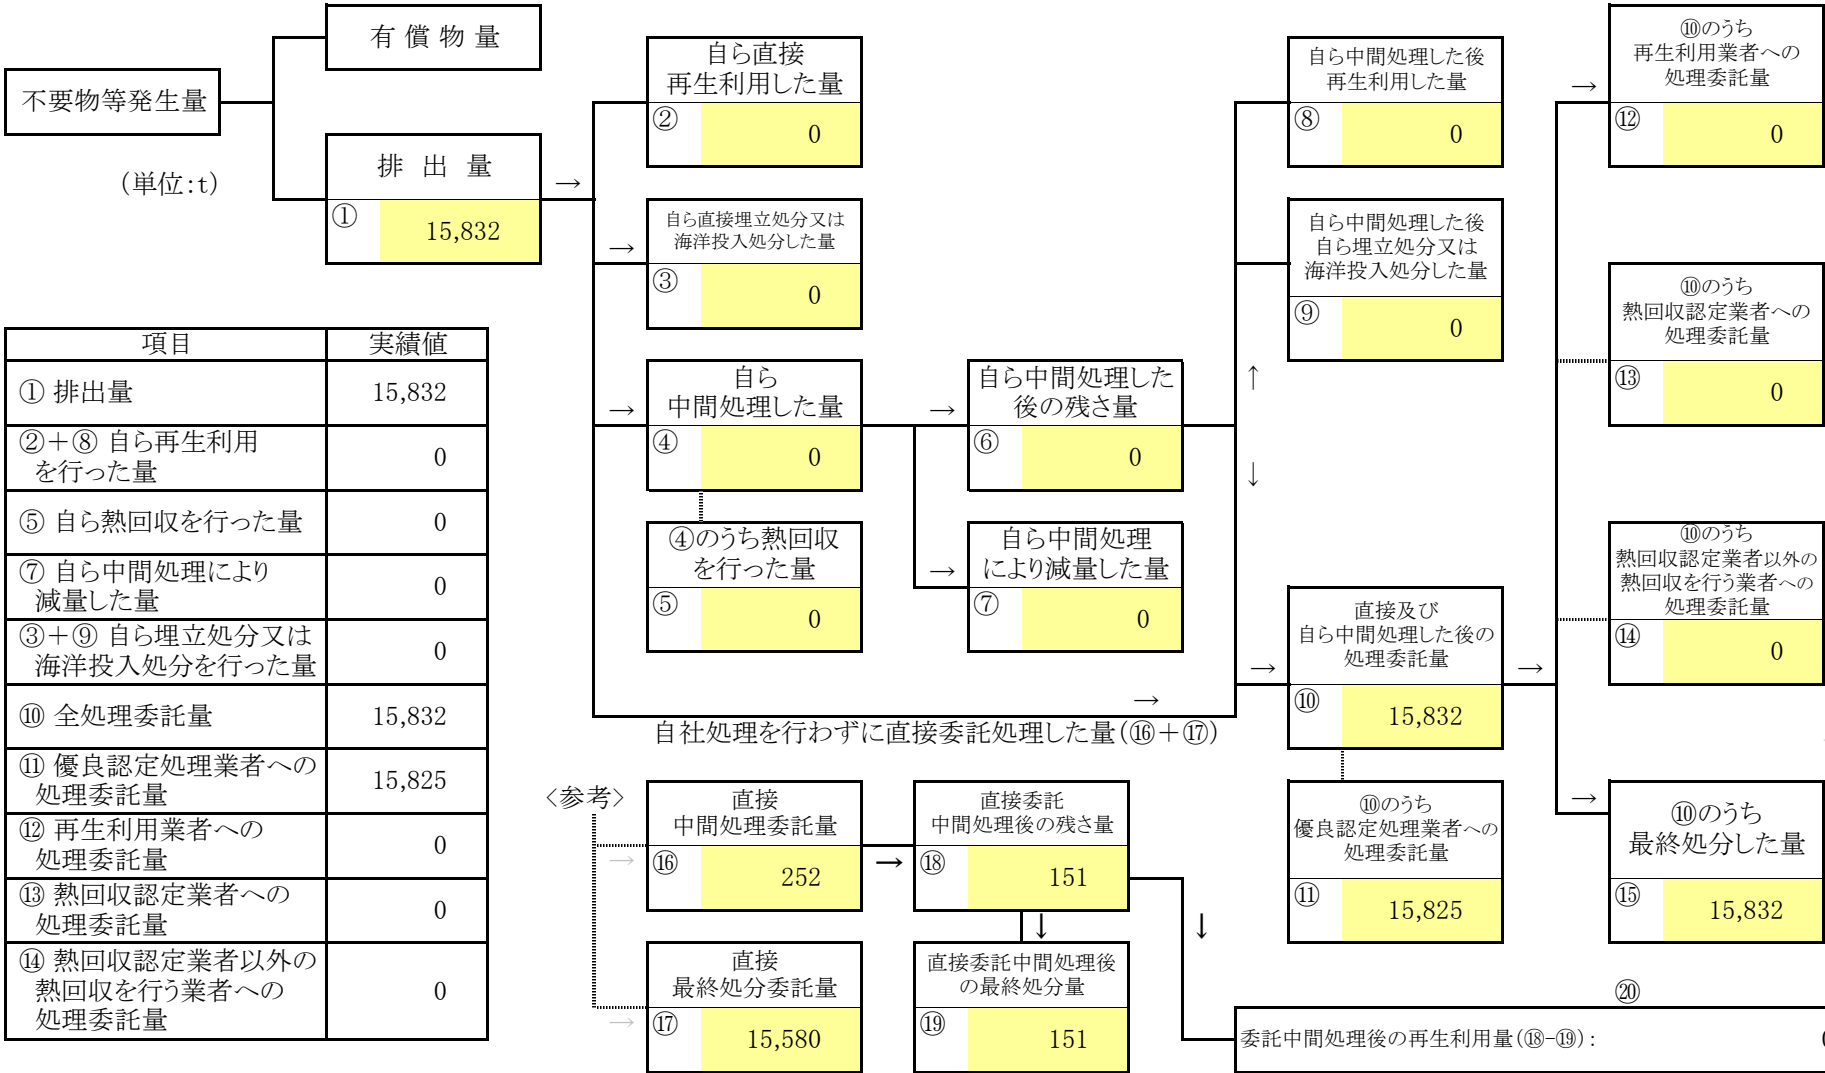 有 償 物 量
不要物等発生量
(単位:t)
排 出 量
→
①
15,832
自ら直接
再生利用した量
②
0
→
自ら直接埋立処分又は
海洋投入処分した量
③
0
→
自ら
中間処理した量
④
0
④のうち熱回収
を行った量
⑤
0
→
自ら中間処理した
後の残さ量
⑥
0
→
自ら中間処理
により減量した量
⑦
0
↑
↓
自ら中間処理した後
再生利用した量
⑧
0
自ら中間処理した後
自ら埋立処分又は
海洋投入処分した量
⑨
0
→
自社処理を行わずに直接委託処理した量(⑯+⑰)
→
直接及び
自ら中間処理した後の
処理委託量
⑩
15,832
⑩のうち
優良認定処理業者への
処理委託量
⑪
15,825
→
→
⑩のうち
再生利用業者への
処理委託量
⑫
0
⑩のうち
熱回収認定業者への
処理委託量
⑬
0
⑩のうち
熱回収認定業者以外の
熱回収を行う業者への
処理委託量
⑭
0
→
⑩のうち
最終処分した量
⑮
15,832
項目 実績値
① 排出量 15,832
②+⑧ 自ら再生利用
を行った量 0
⑤ 自ら熱回収を行った量 0
⑦ 自ら中間処理により
減量した量 0
③+⑨ 自ら埋立処分又は
海洋投入処分を行った量 0
⑩ 全処理委託量 15,832
⑪ 優良認定処理業者への
処理委託量 15,825
⑫ 再生利用業者への
処理委託量 0
⑬ 熱回収認定業者への
処理委託量 0
⑭ 熱回収認定業者以外の
熱回収を行う業者への
処理委託量 0
〈参考〉
→
直接
中間処理委託量
⑯
252
→
直接委託
中間処理後の残さ量
⑱
151
↓
↓
→
直接
最終処分委託量
⑰
15,580
直接委託中間処理後
の最終処分量
⑲
151
⑳
委託中間処理後の再生利用量(⑱-⑲):